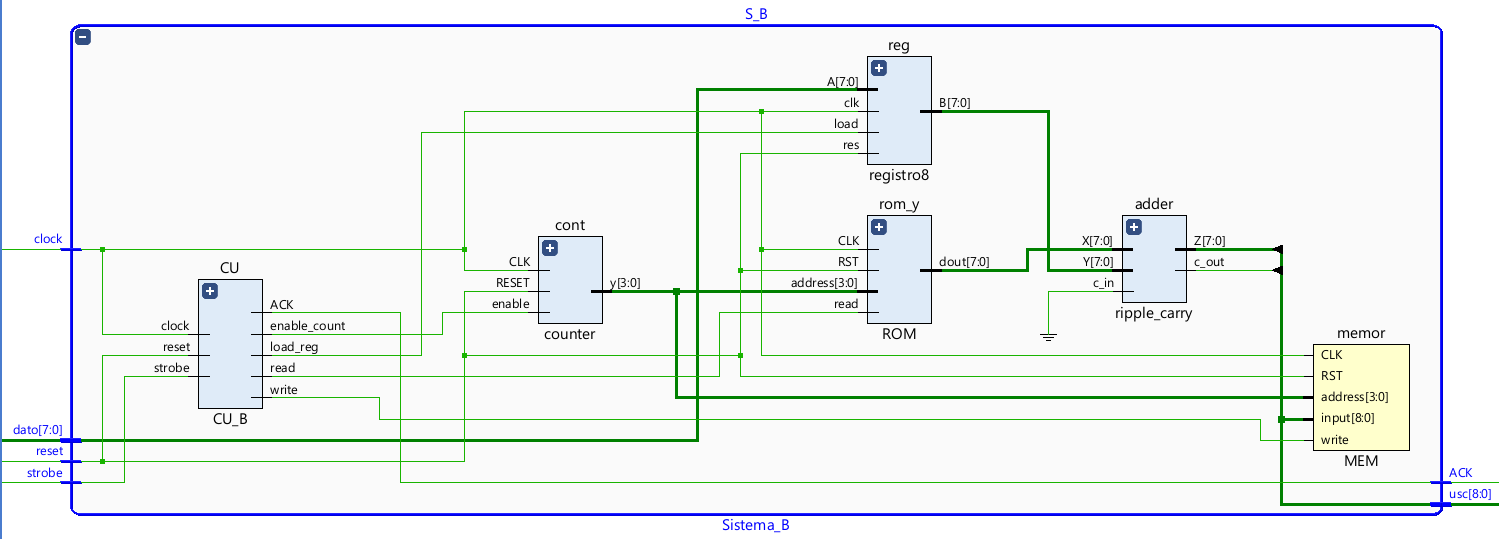 S_B
reg
A[7:0]
clk
load
res
B[7:0]
registro8
rom_y
CLK
RST
address[3:0]
read
dout[7:0]
ROM
adder
X[7:0]
Y[7:0]
c_in
Z[7:0]
c_out
ripple_carry
clock
cont
CLK
RESET
enable
y[3:0]
counter
CU
clock
reset
strobe
ACK
enable_count
load_reg
read
write
CU_B
memor
CLK
RST
address[3:0]
input[8:0]
write
MEM
dato[7:0]
reset
strobe
ACK
usc[8:0]
Sistema_B